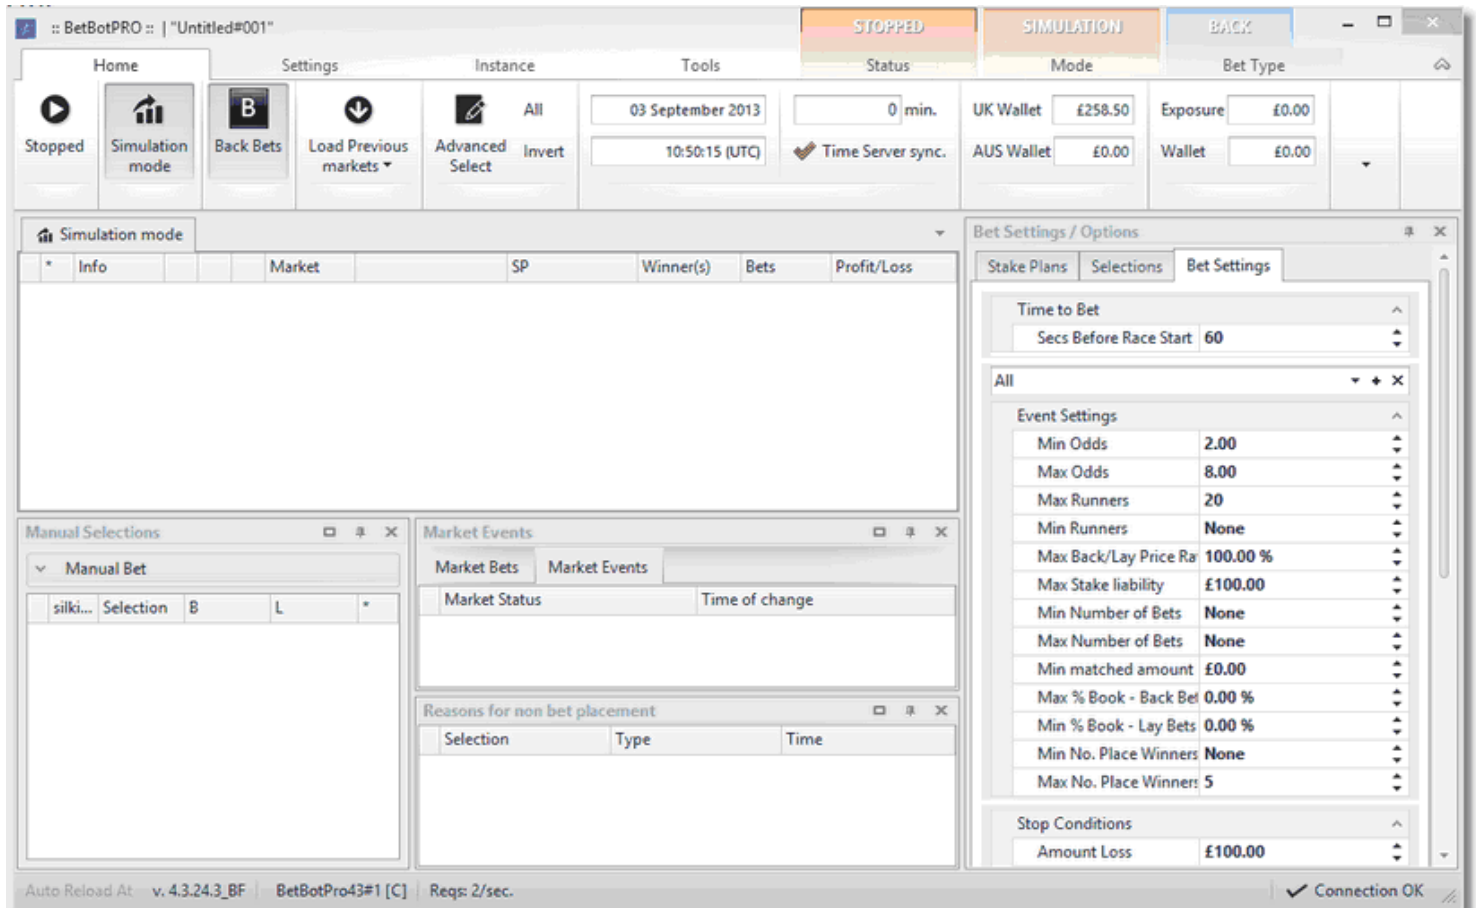 :: BetBotPRO :: | "Untitled#001"
STOPPED SIMULATION BACK
Home Settings Instance Tools Status Mode Bet Type
B
All 03 September 2013 0 min. UK Wallet £258.50 Exposure £0.00
Stopped Simulation mode Back Bets Load Previous markets Advanced Select Invert 10:50:15 (UTC) Time Server sync. AUS Wallet £0.00 Wallet £0.00
Simulation mode
* Info Market SP Winner(s) Bets Profit/Loss
Manual Selections
Manual Bet
silki... Selection B L *
Market Events
Market Bets Market Events
Market Status Time of change
Reasons for non bet placement
Selection Type Time
Bet Settings / Options
Stake Plans Selections Bet Settings
Time to Bet
Secs Before Race Start 60
All
Event Settings
Min Odds 2.00
Max Odds 8.00
Max Runners 20
Min Runners None
Max Back/Lay Price Ra 100.00 %
Max Stake liability £100.00
Min Number of Bets None
Max Number of Bets None
Min matched amount £0.00
Max % Book - Back Bet 0.00 %
Min % Book - Lay Bets 0.00 %
Min No. Place Winners None
Max No. Place Winners 5
Stop Conditions
Amount Loss £100.00
Auto Reload At v. 4.3.24.3_BF BetBotPro43#1 [C] Reqs: 2/sec. Connection OK